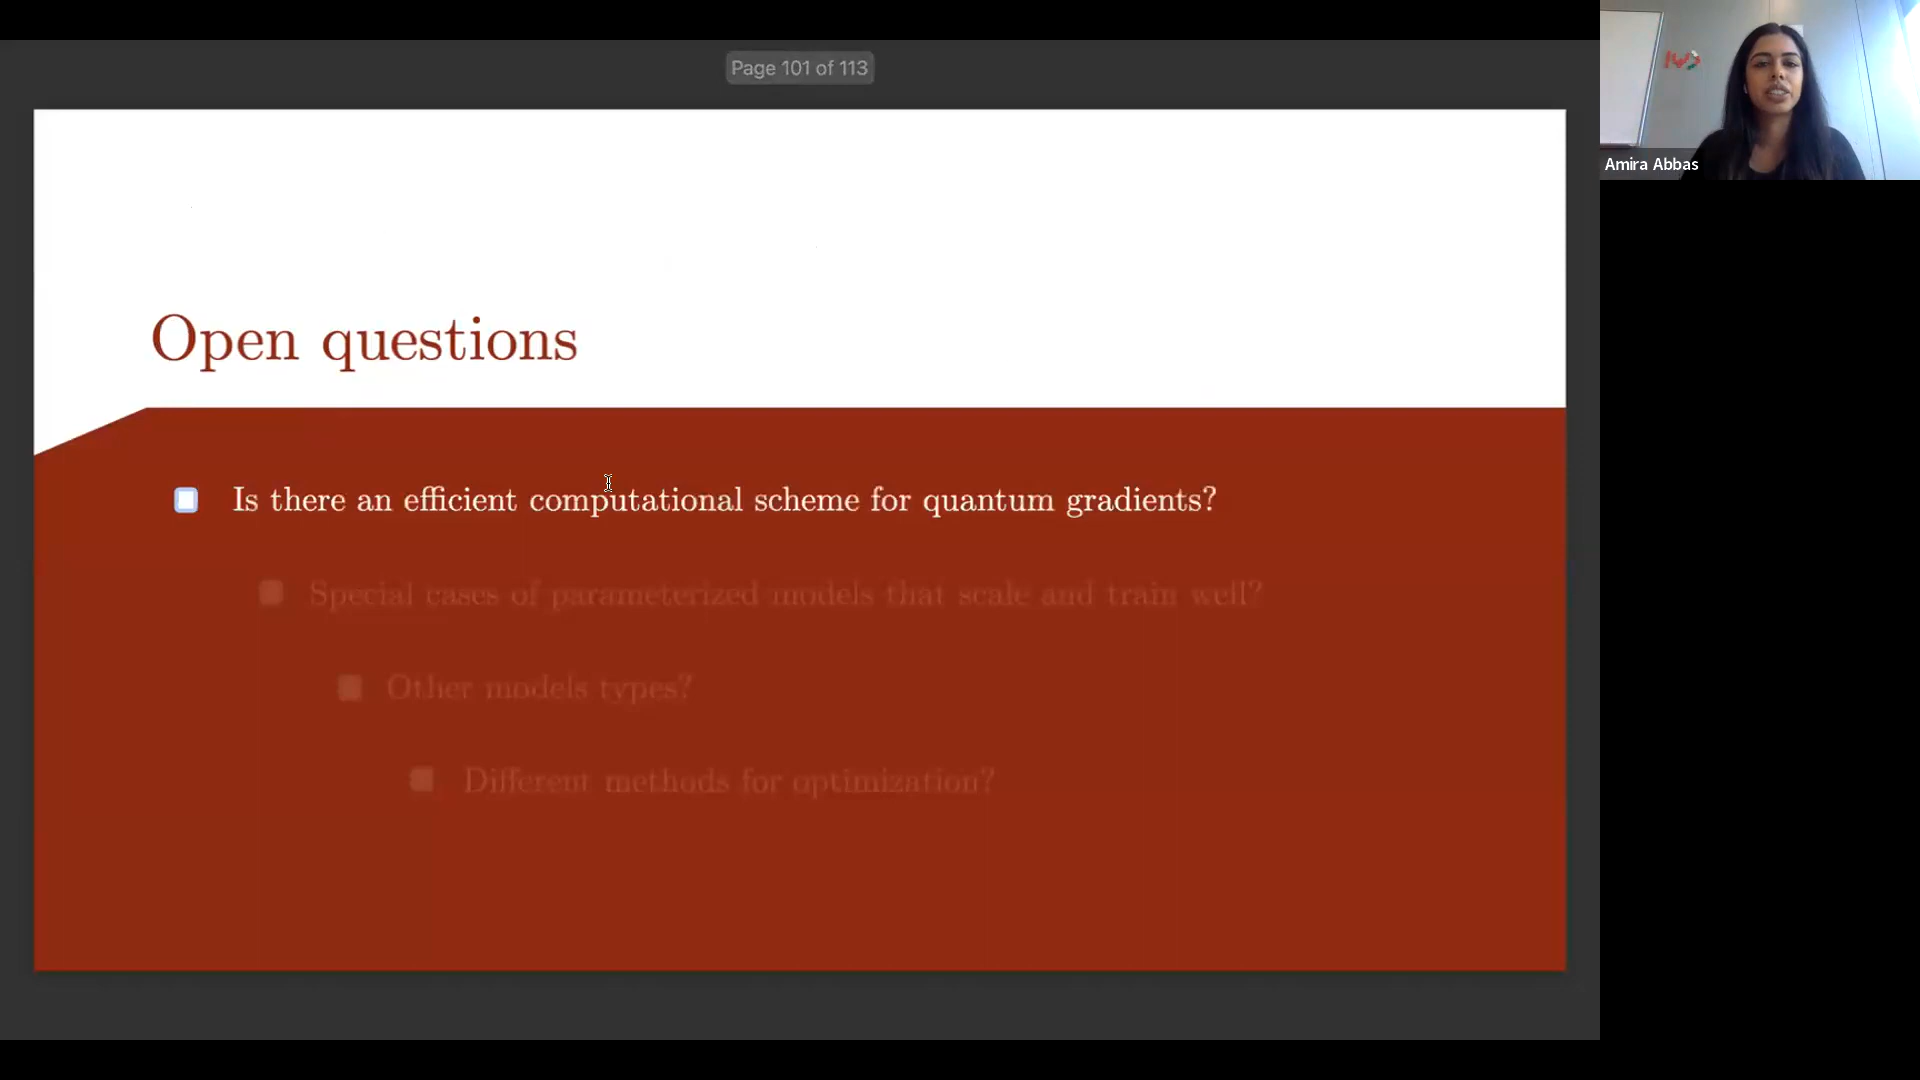 Page 101 of 113
Amira Abbas
Open questions
Is there an efficient computational scheme for quantum gradients?
Special cases of parameterized models that scale and train well?
Other models types?
Different methods for optimization?